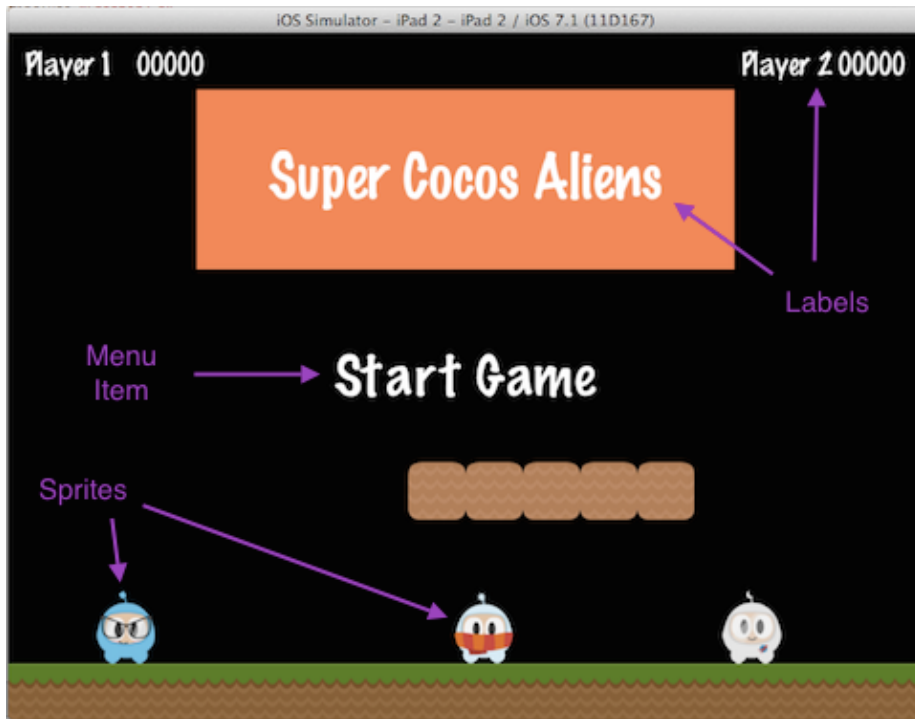 iOS Simulator – iPad 2 – iPad 2 / iOS 7.1 (11D167)
Player 1 00000
Player 2 00000
Super Cocos Aliens
Labels
Menu
Item
Start Game
Sprites